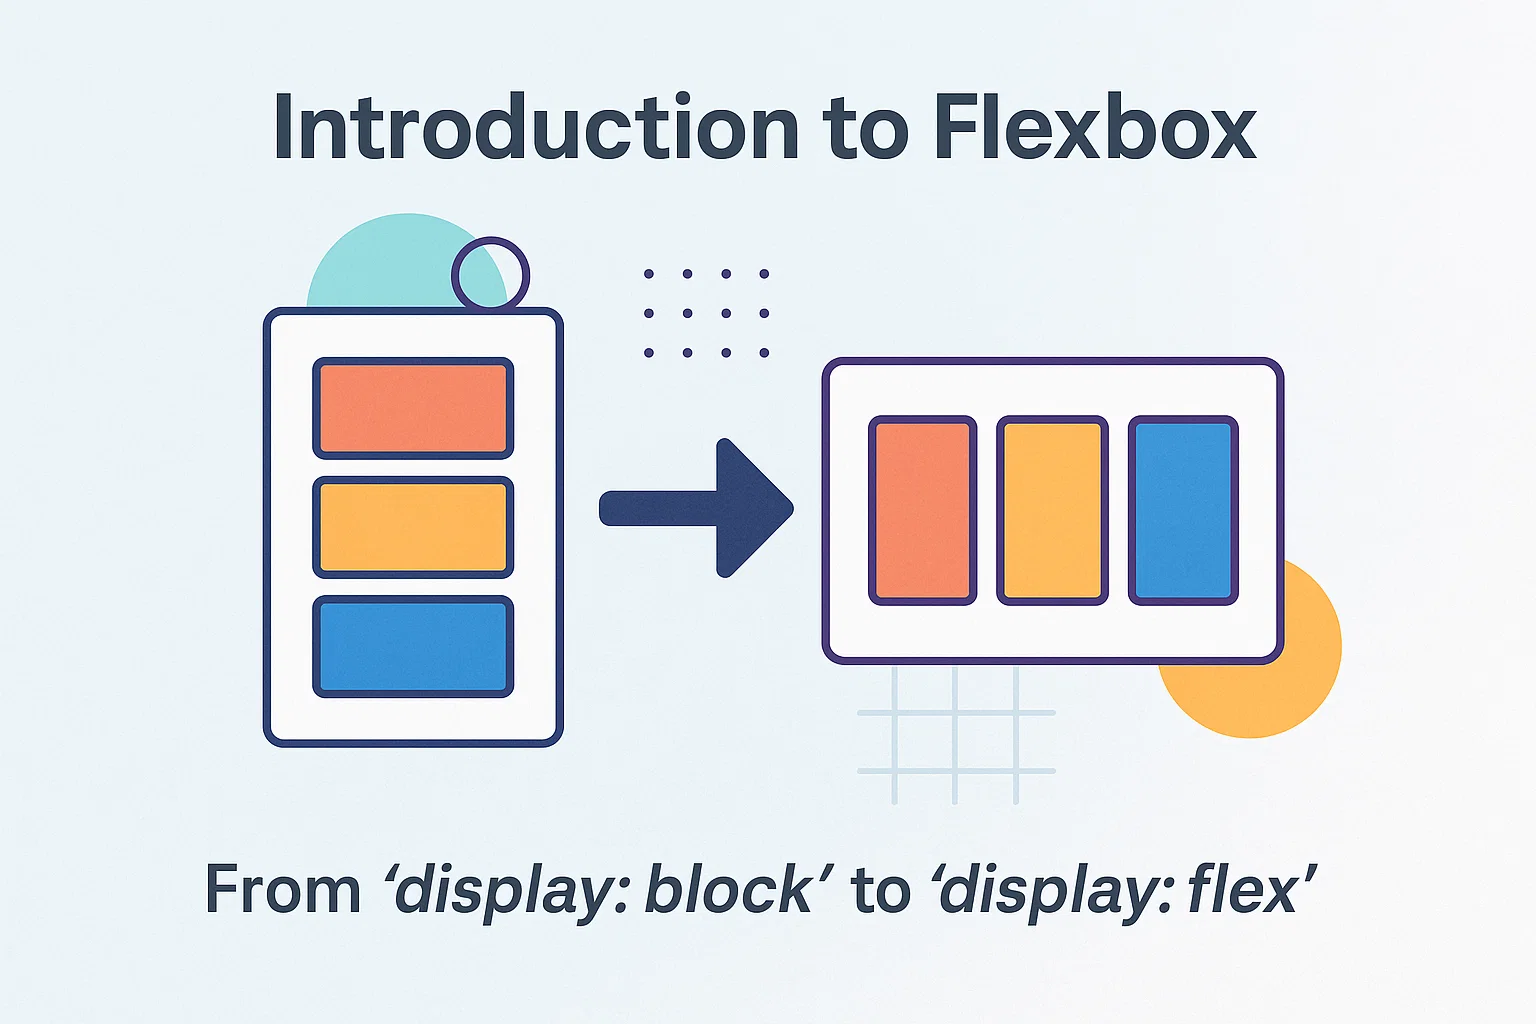 Introduction to Flexbox
From ‘display: block’ to ‘display: flex’